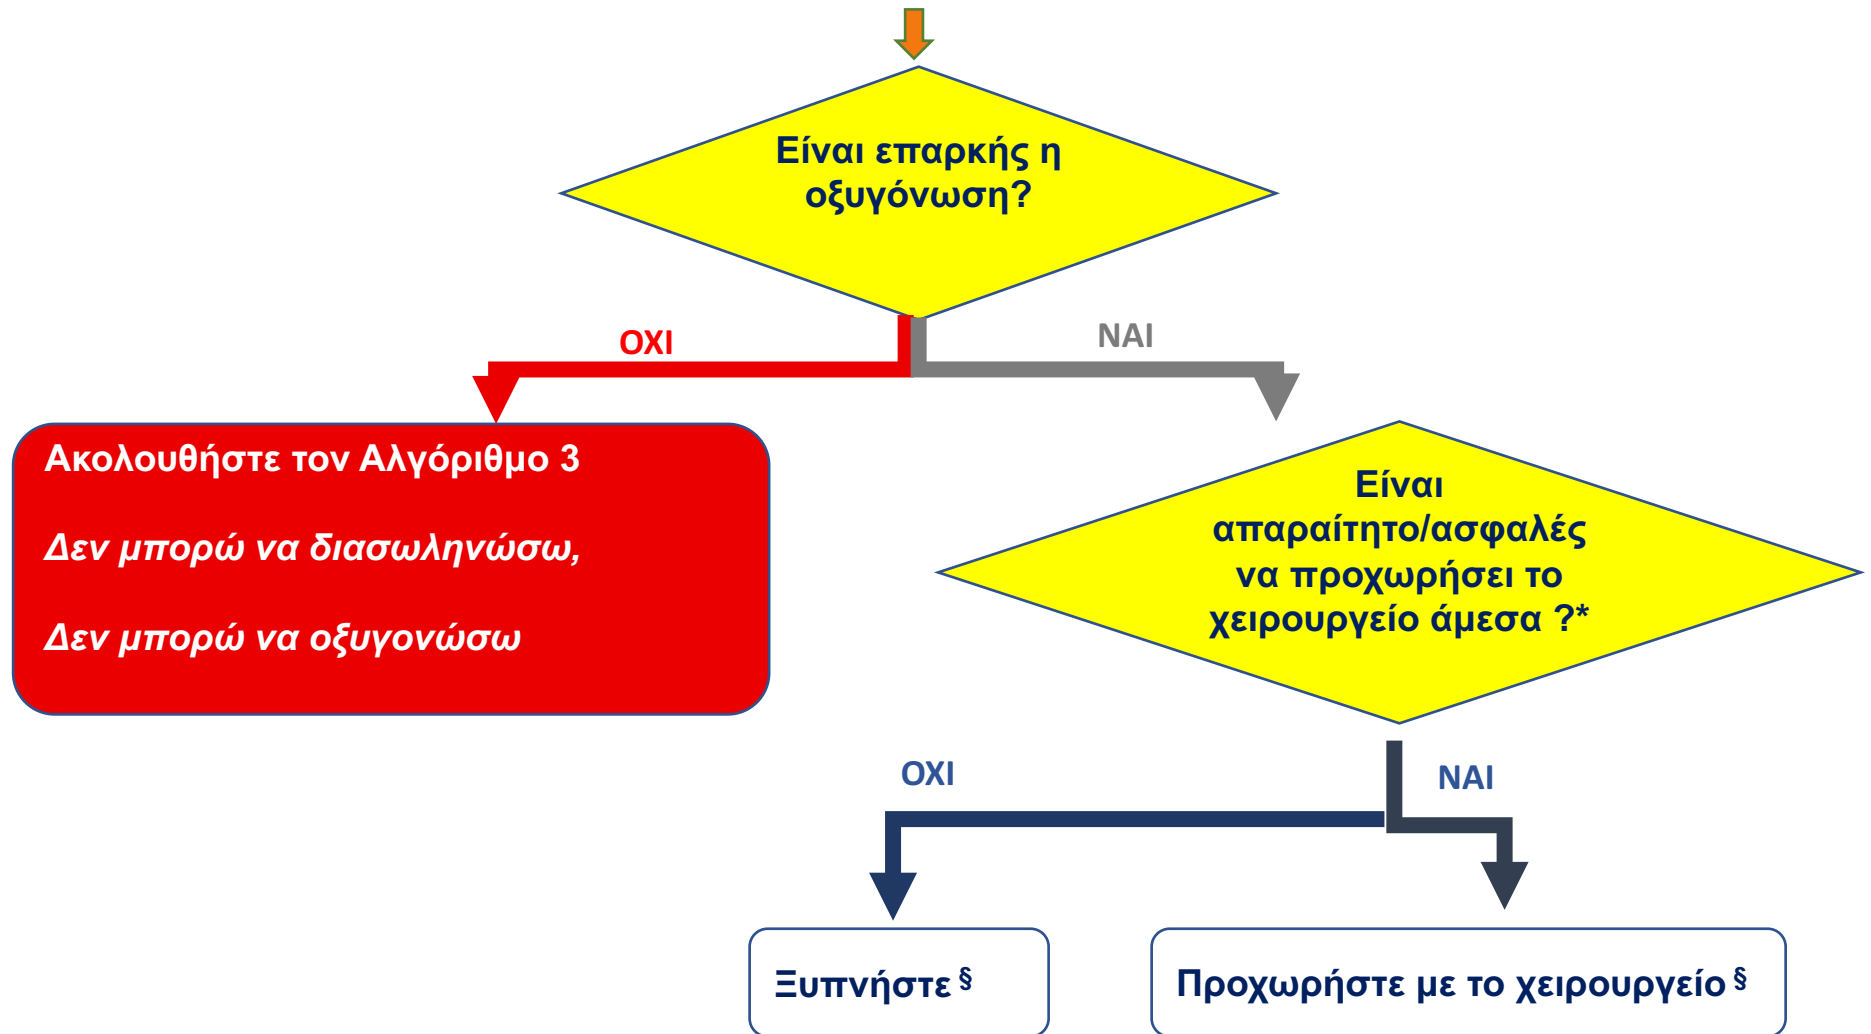 Είναι επαρκής η
οξυγόνωση?
ΟΧΙ
ΝΑΙ
Ακολουθήστε τον Αλγόριθμο 3
Δεν μπορώ να διασωληνώσω,
Δεν μπορώ να οξυγονώσω
Είναι
απαραίτητο/ασφαλές
να προχωρήσει το
χειρουργείο άμεσα ?*
ΟΧΙ
ΝΑΙ
Ξυπνήστε §
Προχωρήστε με το χειρουργείο §